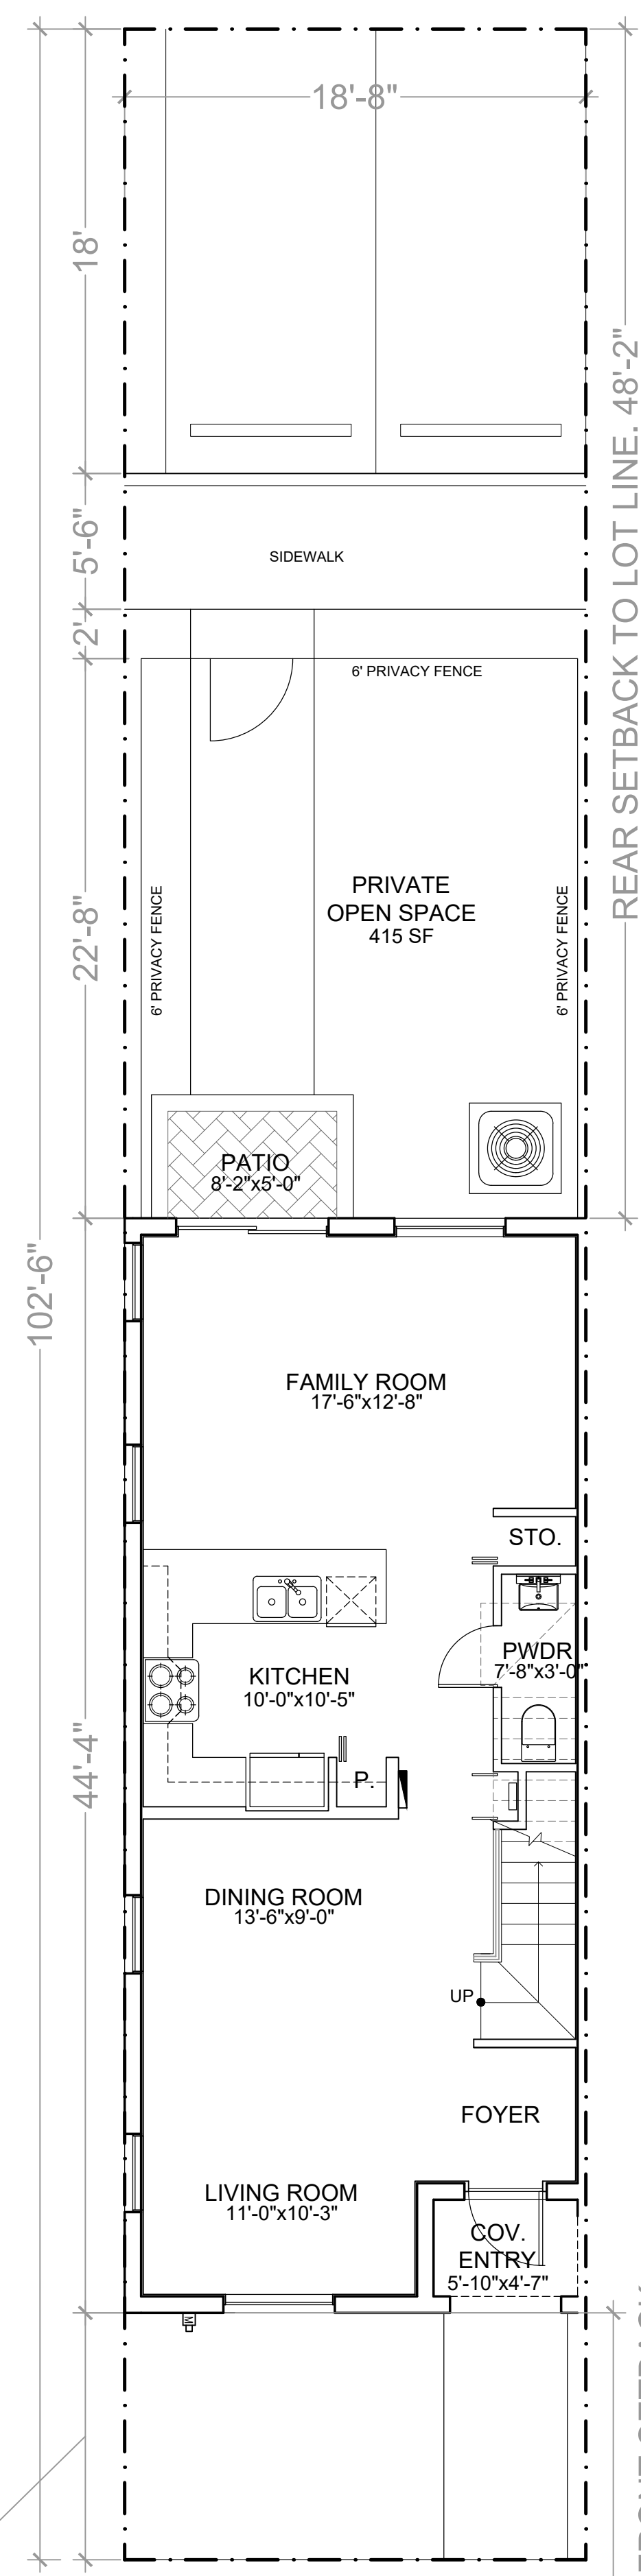 18'-8"
18'
REAR SETBACK TO LOT LINE. 48'-2"
5'-6"
SIDEWALK
2'
6' PRIVACY FENCE
PRIVATE
OPEN SPACE
415 SF
6' PRIVACY FENCE
6' PRIVACY FENCE
22'-8"
PATIO
8'-2"x5'-0"
102'-6"
FAMILY ROOM
17'-6"x12'-8"
STO.
PWDR
7'-8"x3'-0"
KITCHEN
10'-0"x10'-5"
P.
44'-4"
DINING ROOM
13'-6"x9'-0"
UP
FOYER
LIVING ROOM
11'-0"x10'-3"
COV.
ENTRY
5'-10"x4'-7"
M